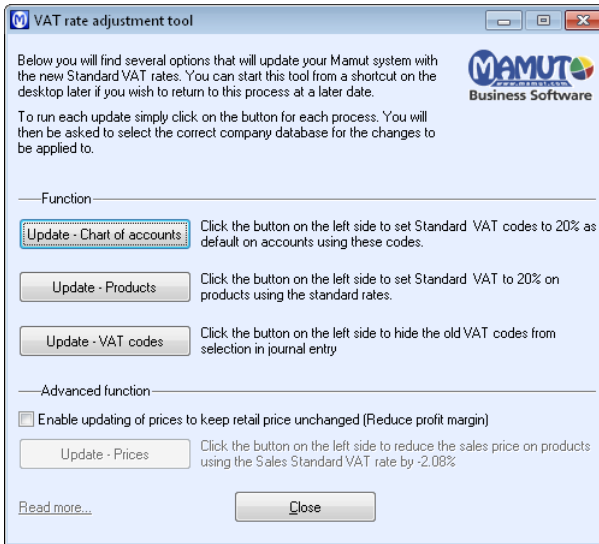 VAT rate adjustment tool
Below you will find several options that will update your Mamut system with
the new Standard VAT rates. You can start this tool from a shortcut on the
desktop later if you wish to return to this process at a later date.
MAMUT
www.mamut.com
Business Software
To run each update simply click on the button for each process. You will
then be asked to select the correct company database for the changes to
be applied to.
Function
Update - Chart of accounts
Click the button on the left side to set Standard VAT codes to 20% as
default on accounts using these codes.
Update - Products
Click the button on the left side to set Standard VAT to 20% on
products using the standard rates.
Update - VAT codes
Click the button on the left side to hide the old VAT codes from
selection in journal entry
Advanced function
Enable updating of prices to keep retail price unchanged (Reduce profit margin)
Update - Prices
Click the button on the left side to reduce the sales price on products
using the Sales Standard VAT rate by -2.08%
Read more...
Close